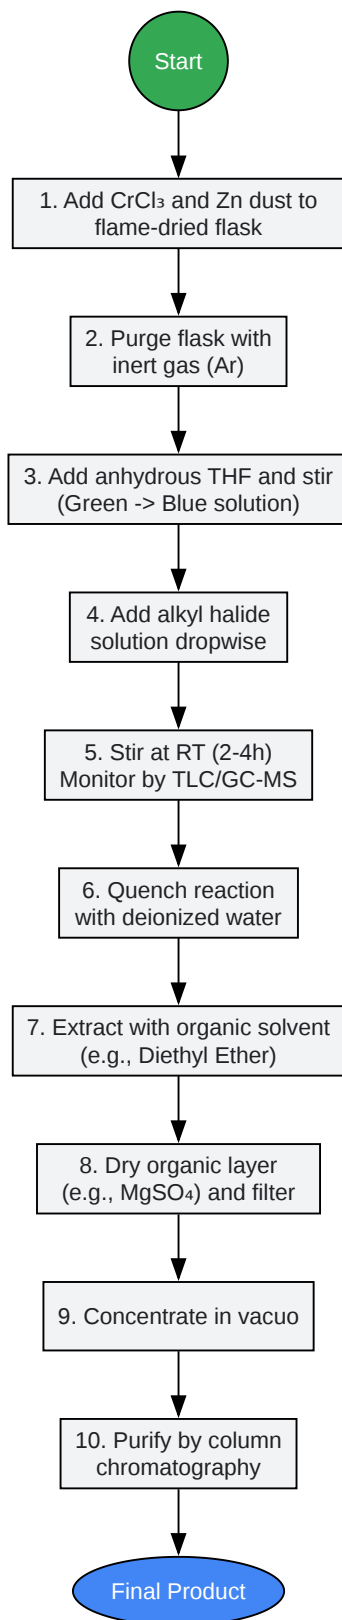 Start
1. Add CrCl₃ and Zn dust to
flame-dried flask
2. Purge flask with
inert gas (Ar)
3. Add anhydrous THF and stir
(Green -> Blue solution)
4. Add alkyl halide
solution dropwise
5. Stir at RT (2-4h)
Monitor by TLC/GC-MS
6. Quench reaction
with deionized water
7. Extract with organic solvent
(e.g., Diethyl Ether)
8. Dry organic layer
(e.g., MgSO₄) and filter
9. Concentrate in vacuo
10. Purify by column
chromatography
Final Product